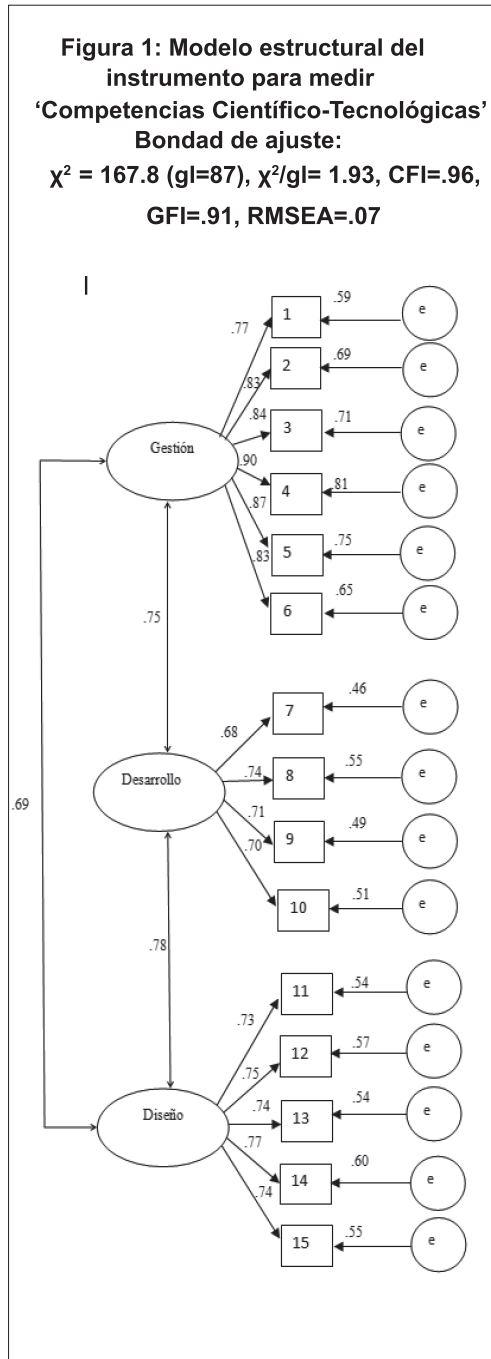 Figura 1: Modelo estructural del
instrumento para medir
‘Competencias Científico-Tecnológicas’
Bondad de ajuste:
χ² = 167.8 (gl=87), χ²/gl= 1.93, CFI=.96,
GFI=.91, RMSEA=.07
.77 1 .59 e
.83 2 .69 e
.84 3 .71 e
Gestión
.90 4 .81 e
.87 5 .75 e
.83 6 .65 e
.75
.68 7 .46 e
Desarrollo .74 8 .55 e
.69
.71 9 .49 e
.70 10 .51 e
.78
.73 11 .54 e
.75 12 .57 e
Diseño .74 13 .54 e
.77 14 .60 e
.74 15 .55 e